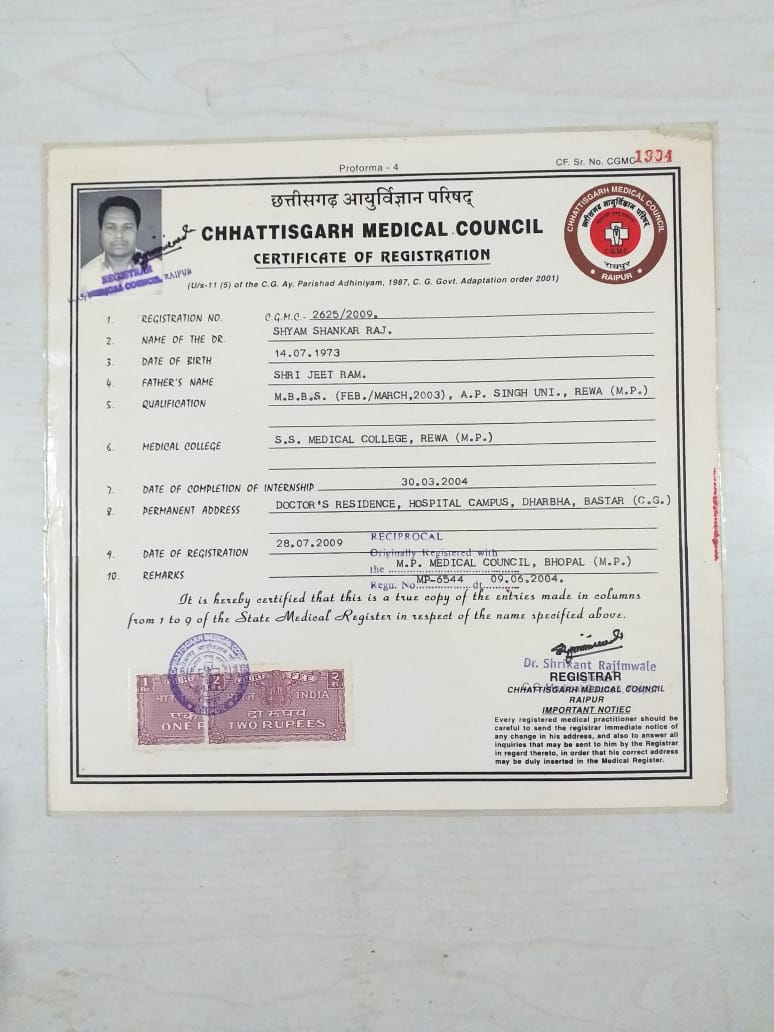 Proforma - 4
CF. Sr. No. CGMC 1304
छत्तीसगढ़ आयुर्विज्ञान परिषद्
CHHATTISGARH MEDICAL COUNCIL
CERTIFICATE OF REGISTRATION
(U/s-11 (5) of the C.G. Ay. Parishad Adhiniyam, 1987, C. G. Govt. Adaptation order 2001)
CHHATTISGARH MEDICAL COUNCIL
छत्तीसगढ़ आयुर्विज्ञान परिषद
C.G.M.C.
रायपुर
RAIPUR
REGISTRAR
MEDICAL COUNCIL, RAIPUR
1. REGISTRATION NO. C.G.M.C.- 2625/2009.
2. NAME OF THE DR. SHYAM SHANKAR RAJ.
3. DATE OF BIRTH 14.07.1973
4. FATHER'S NAME SHRI JEET RAM.
5. QUALIFICATION M.B.B.S. (FEB./MARCH,2003), A.P. SINGH UNI., REWA (M.P.)
6. MEDICAL COLLEGE S.S. MEDICAL COLLEGE, REWA (M.P.)
7. DATE OF COMPLETION OF INTERNSHIP 30.03.2004
8. PERMANENT ADDRESS DOCTOR'S RESIDENCE, HOSPITAL CAMPUS, DHARBHA, BASTAR (C.G.)
9. DATE OF REGISTRATION 28.07.2009
RECIPROCAL
Originally Registered with
10. REMARKS the M.P. MEDICAL COUNCIL, BHOPAL (M.P.)
Regn. No. MP-6544 dt. 09.06.2004.
It is hereby certified that this is a true copy of the entries made in columns
from 1 to 9 of the State Medical Register in respect of the name specified above.
Dr. Shrikant Rajimwale
REGISTRAR
CHHATTISGARH MEDICAL COUNCIL
RAIPUR
IMPORTANT NOTIEC
Every registered medical practitioner should be
careful to send the registrar immediate notice of
any change in his address, and also to answer all
inquiries that may be sent to him by the Registrar
in regard thereto, in order that his correct address
may be duly inserted in the Medical Register.
INDIA
दो रूपये
ONE R
TWO RUPEES